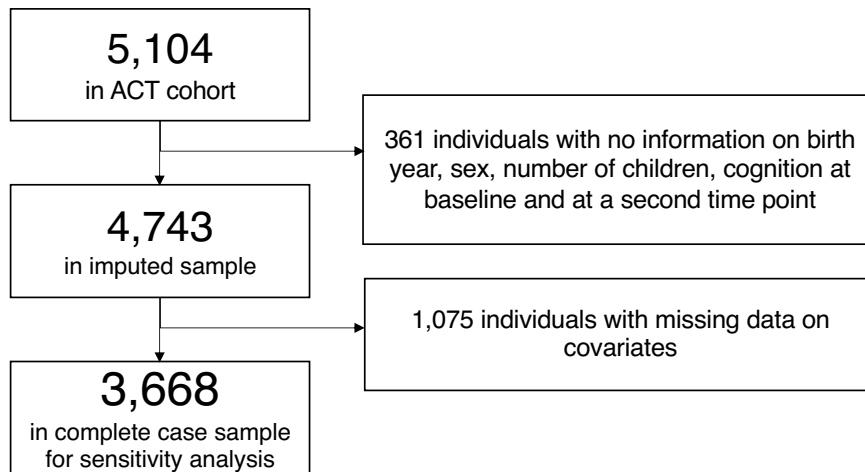 5,104
in ACT cohort
361 individuals with no information on birth
year, sex, number of children, cognition at
baseline and at a second time point
4,743
in imputed sample
1,075 individuals with missing data on
covariates
3,668
in complete case sample
for sensitivity analysis